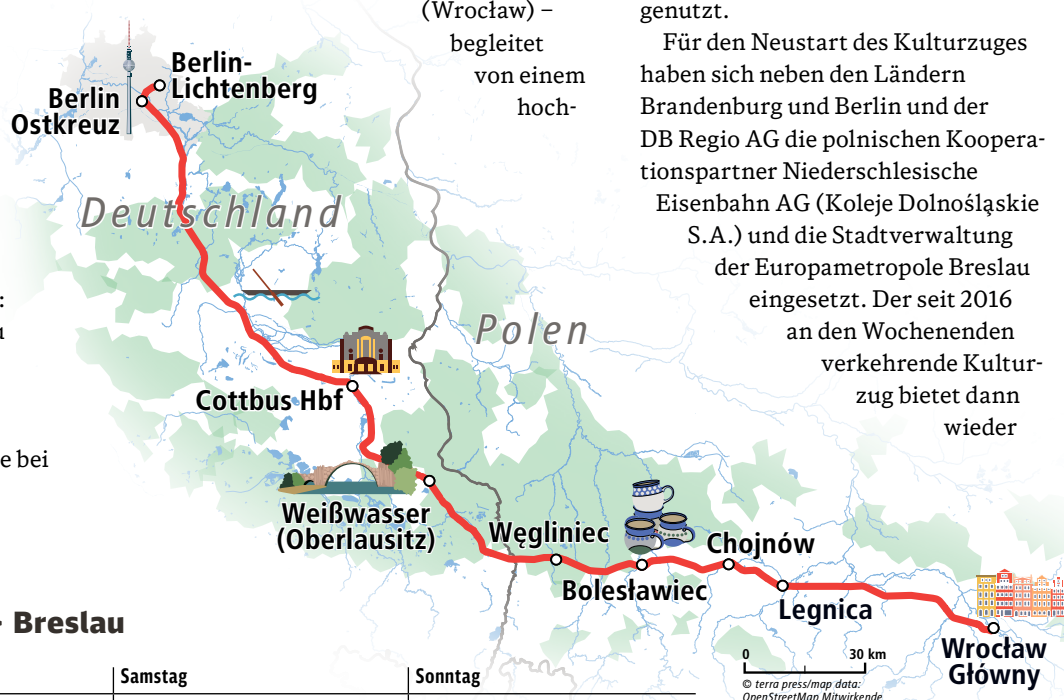 (Wrocław) –
begleitet
von einem
hoch-
genutzt.
Für den Neustart des Kulturzuges
haben sich neben den Ländern
Brandenburg und Berlin und der
DB Regio AG die polnischen Koopera-
tionspartner Niederschlesische
Eisenbahn AG (Koleje Dolnośląskie
S.A.) und die Stadtverwaltung
der Europametropole Breslau
eingesetzt. Der seit 2016
an den Wochenenden
verkehrende Kultur-
zug bietet dann
wieder
Berlin-
Lichtenberg
Berlin
Ostkreuz
Deutschland
Polen
Cottbus Hbf
e bei
Weißwasser
(Oberlausitz)
Węgliniec
Bolesławiec
Chojnów
Legnica
Wrocław
Główny
0 30 km
© terra press/map data:
OpenStreetMap Mitwirkende
Breslau
Samstag
Sonntag